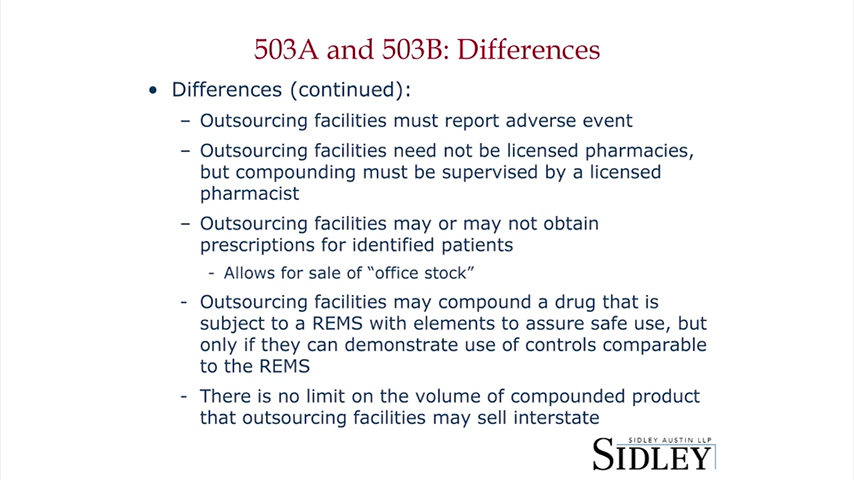 503A and 503B: Differences
• Differences (continued):
– Outsourcing facilities must report adverse event
– Outsourcing facilities need not be licensed pharmacies,
but compounding must be supervised by a licensed
pharmacist
– Outsourcing facilities may or may not obtain
prescriptions for identified patients
- Allows for sale of “office stock”
- Outsourcing facilities may compound a drug that is
subject to a REMS with elements to assure safe use, but
only if they can demonstrate use of controls comparable
to the REMS
- There is no limit on the volume of compounded product
that outsourcing facilities may sell interstate
SIDLEY AUSTIN LLP
SIDLEY